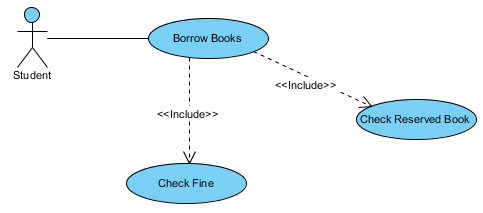 Borrow Books
Student
<<Include>>
<<Include>>
Check Reserved Book
Check Fine